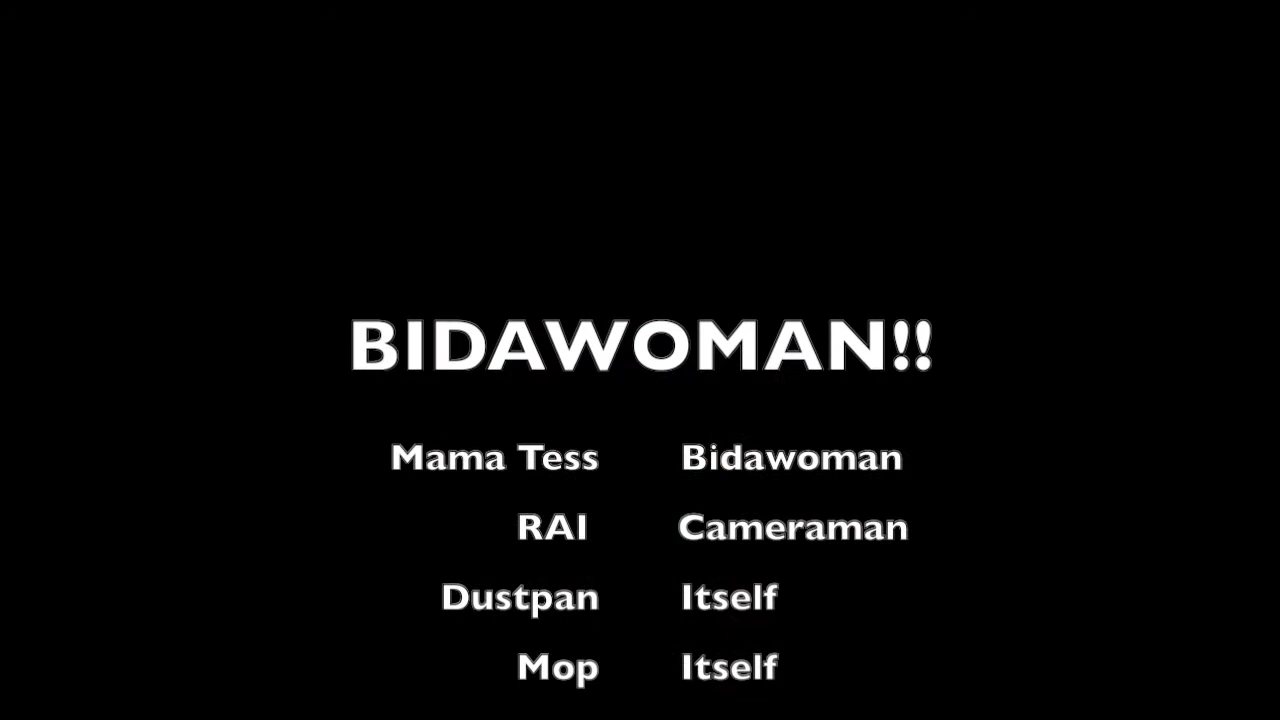 BIDAWOMAN!!
Mama Tess Bidawoman
RAI Cameraman
Dustpan Itself
Mop Itself